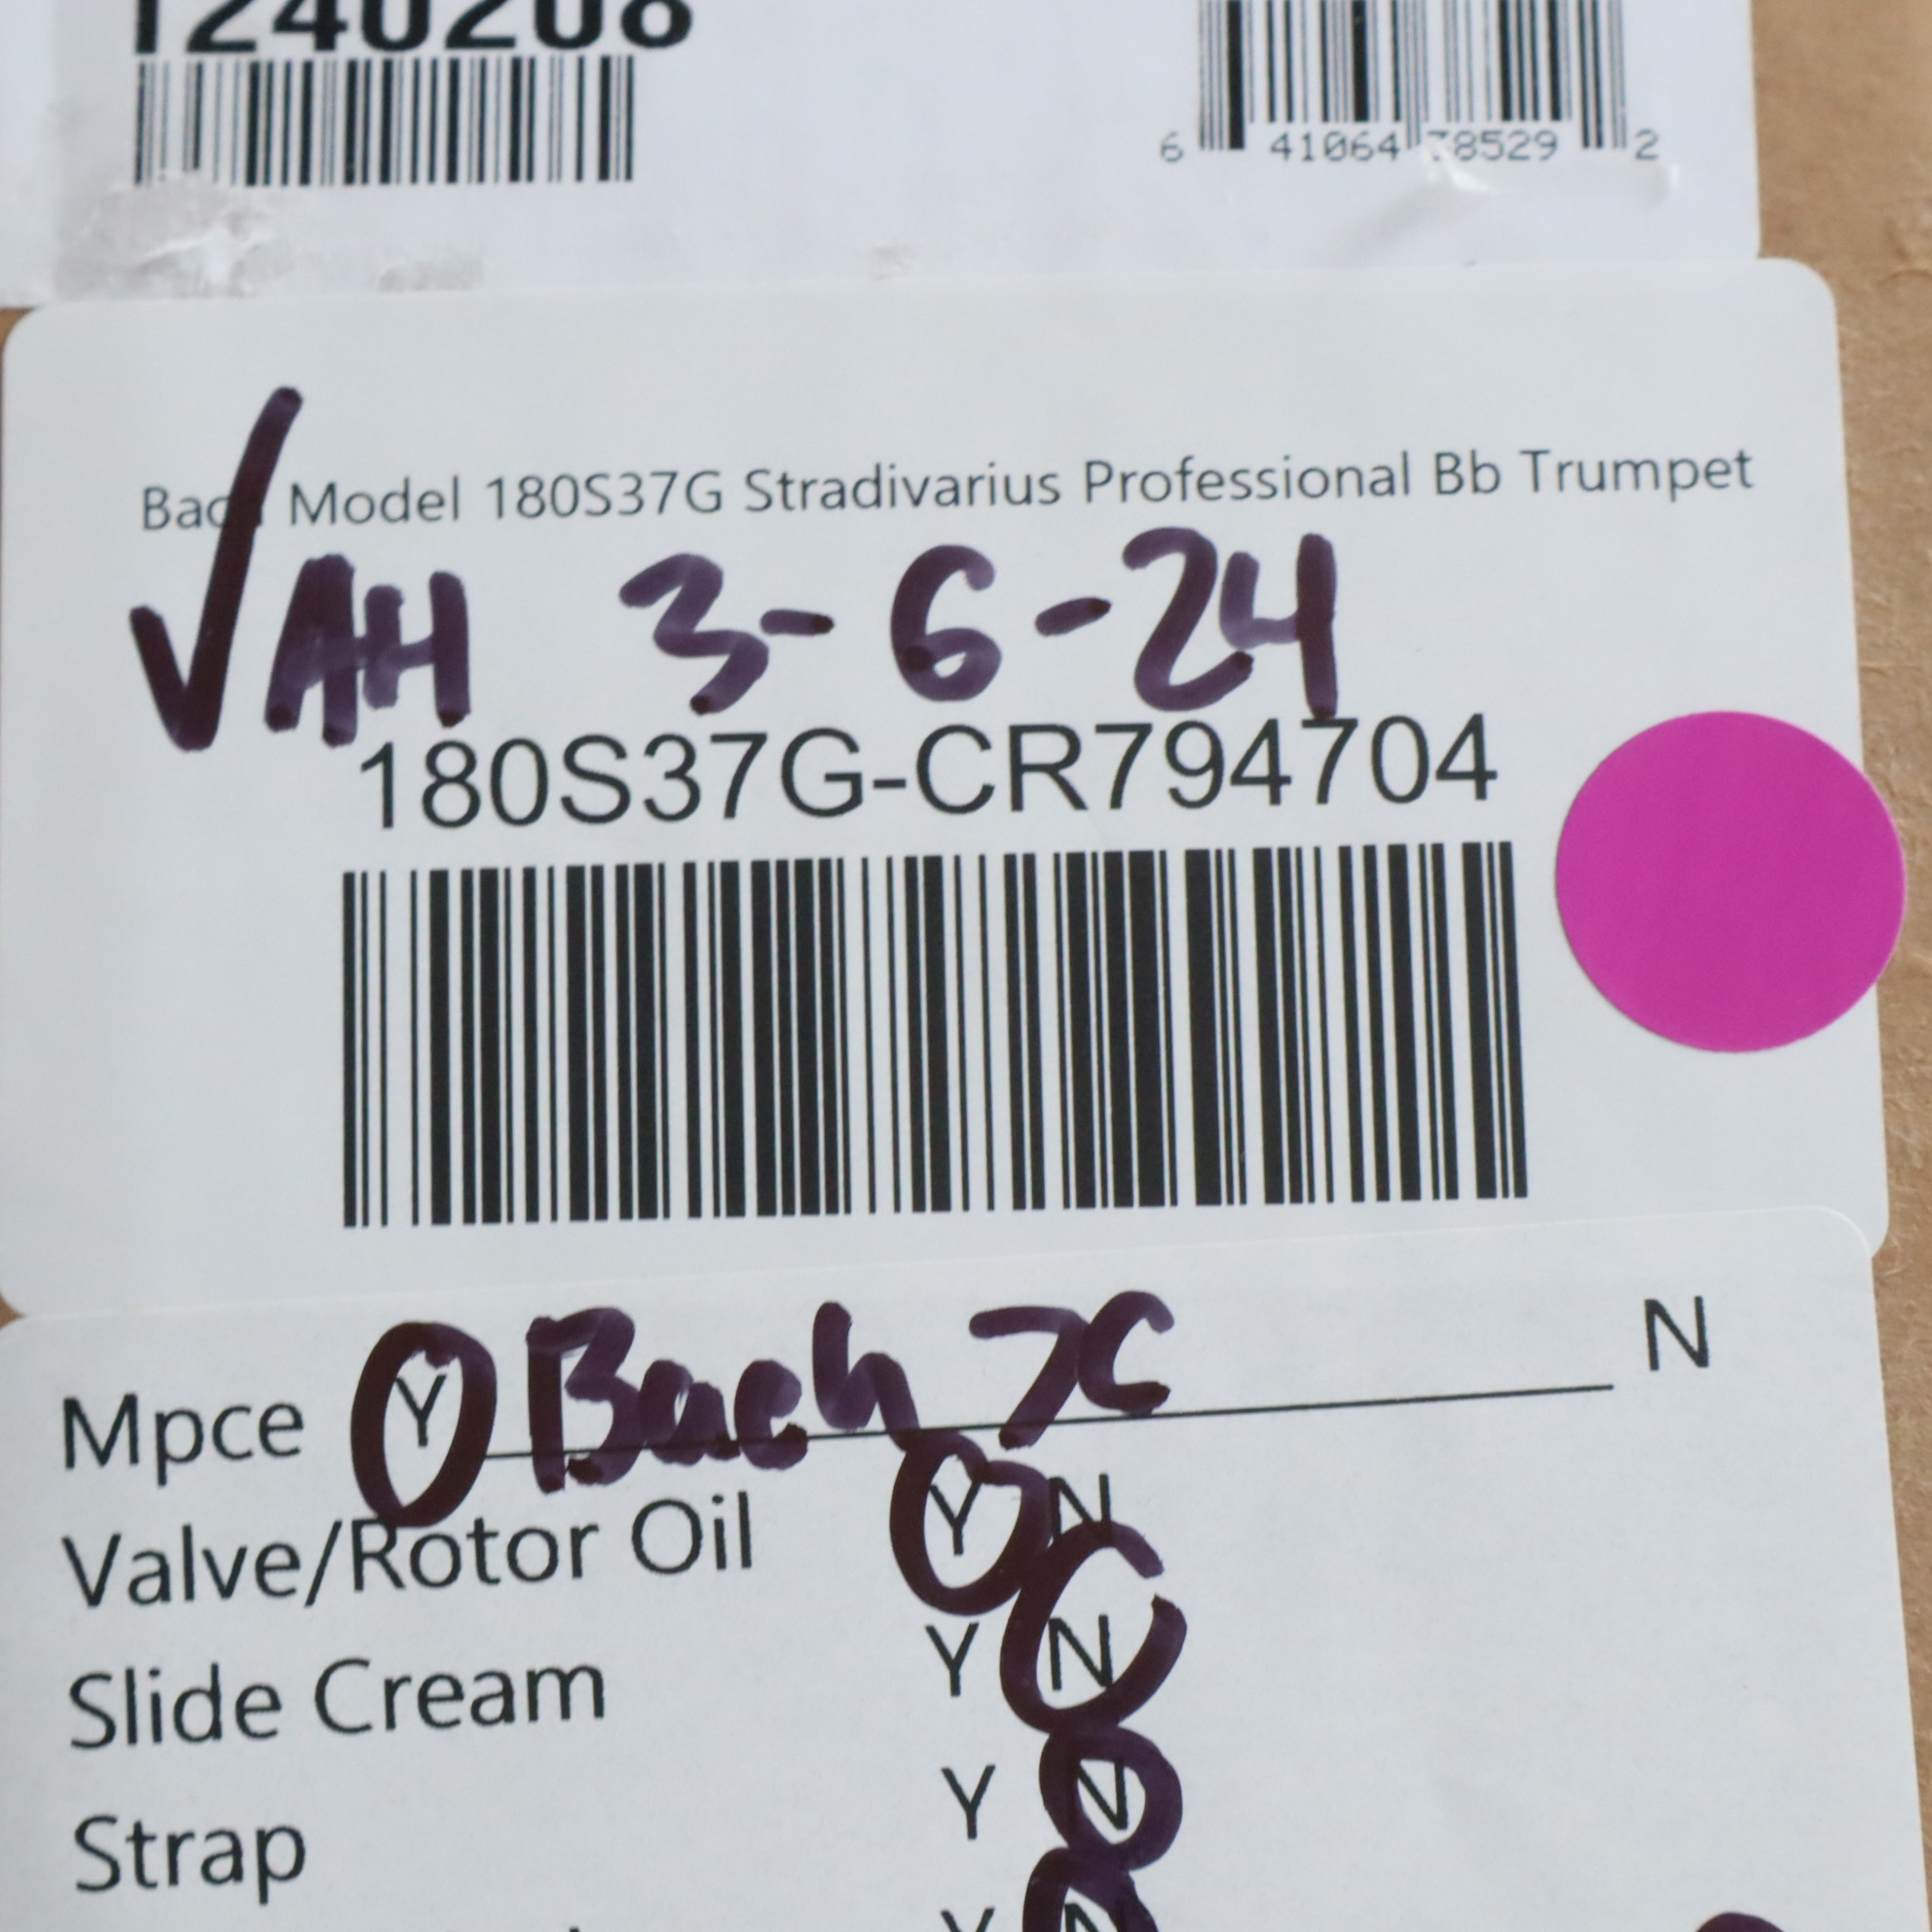 1240208
6 41064 78529 2
Bach Model 180S37G Stradivarius Professional Bb Trumpet
√AH 3-6-24
180S37G-CR794704
Mpce Y Bach 7C N
Valve/Rotor Oil Y N
Slide Cream Y N
Strap Y N
Y N